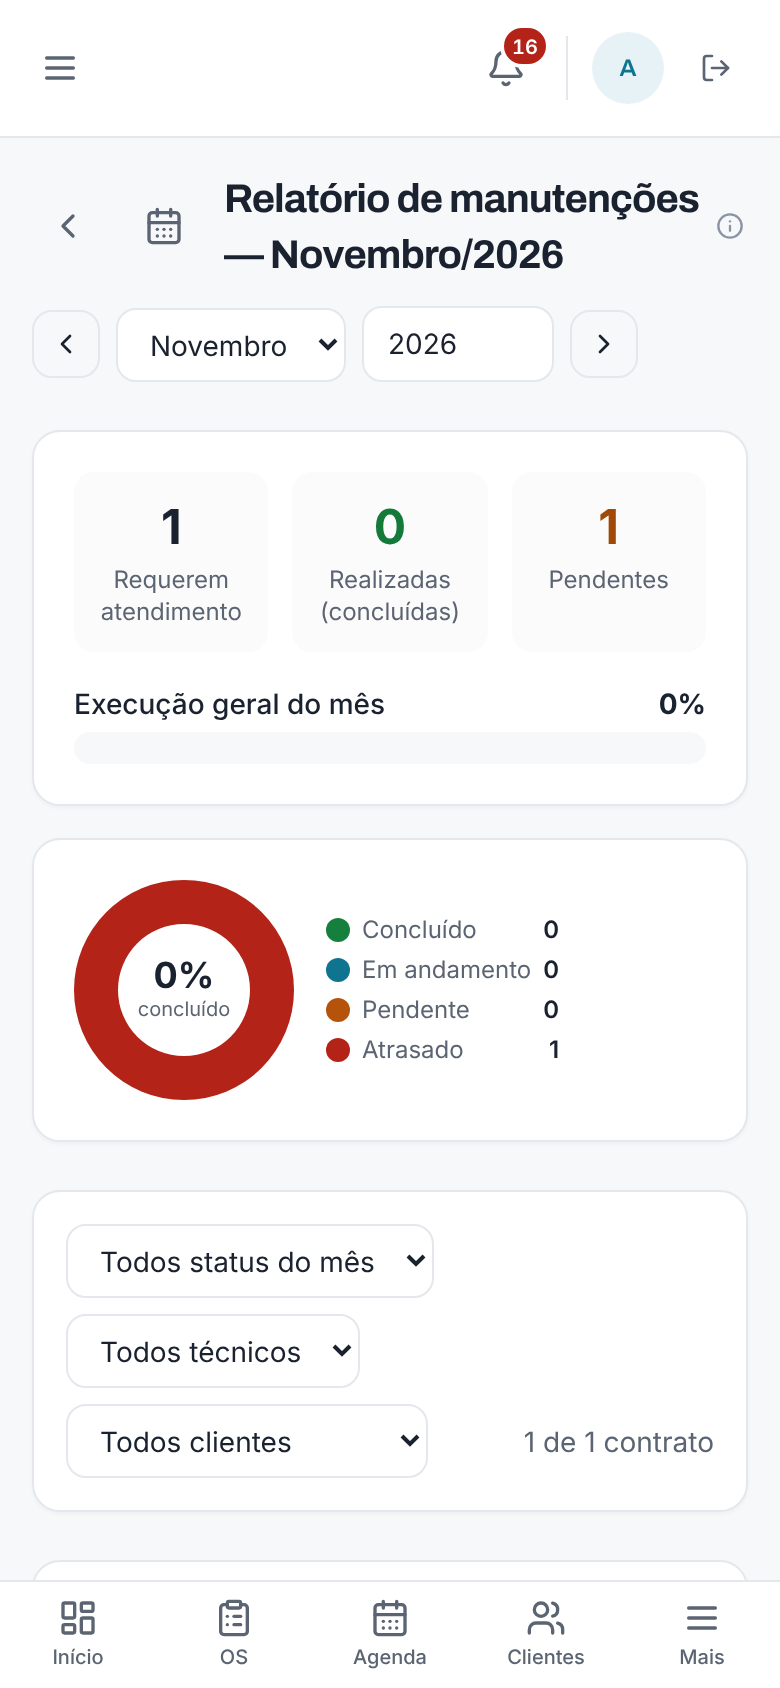 16
A
Relatório de manutenções
— Novembro/2026
Novembro
2026
1
Requerem
atendimento
0
Realizadas
(concluídas)
1
Pendentes
Execução geral do mês
0%
0%
concluído
Concluído 0
Em andamento 0
Pendente 0
Atrasado 1
Todos status do mês
Todos técnicos
Todos clientes
1 de 1 contrato
Início
OS
Agenda
Clientes
Mais